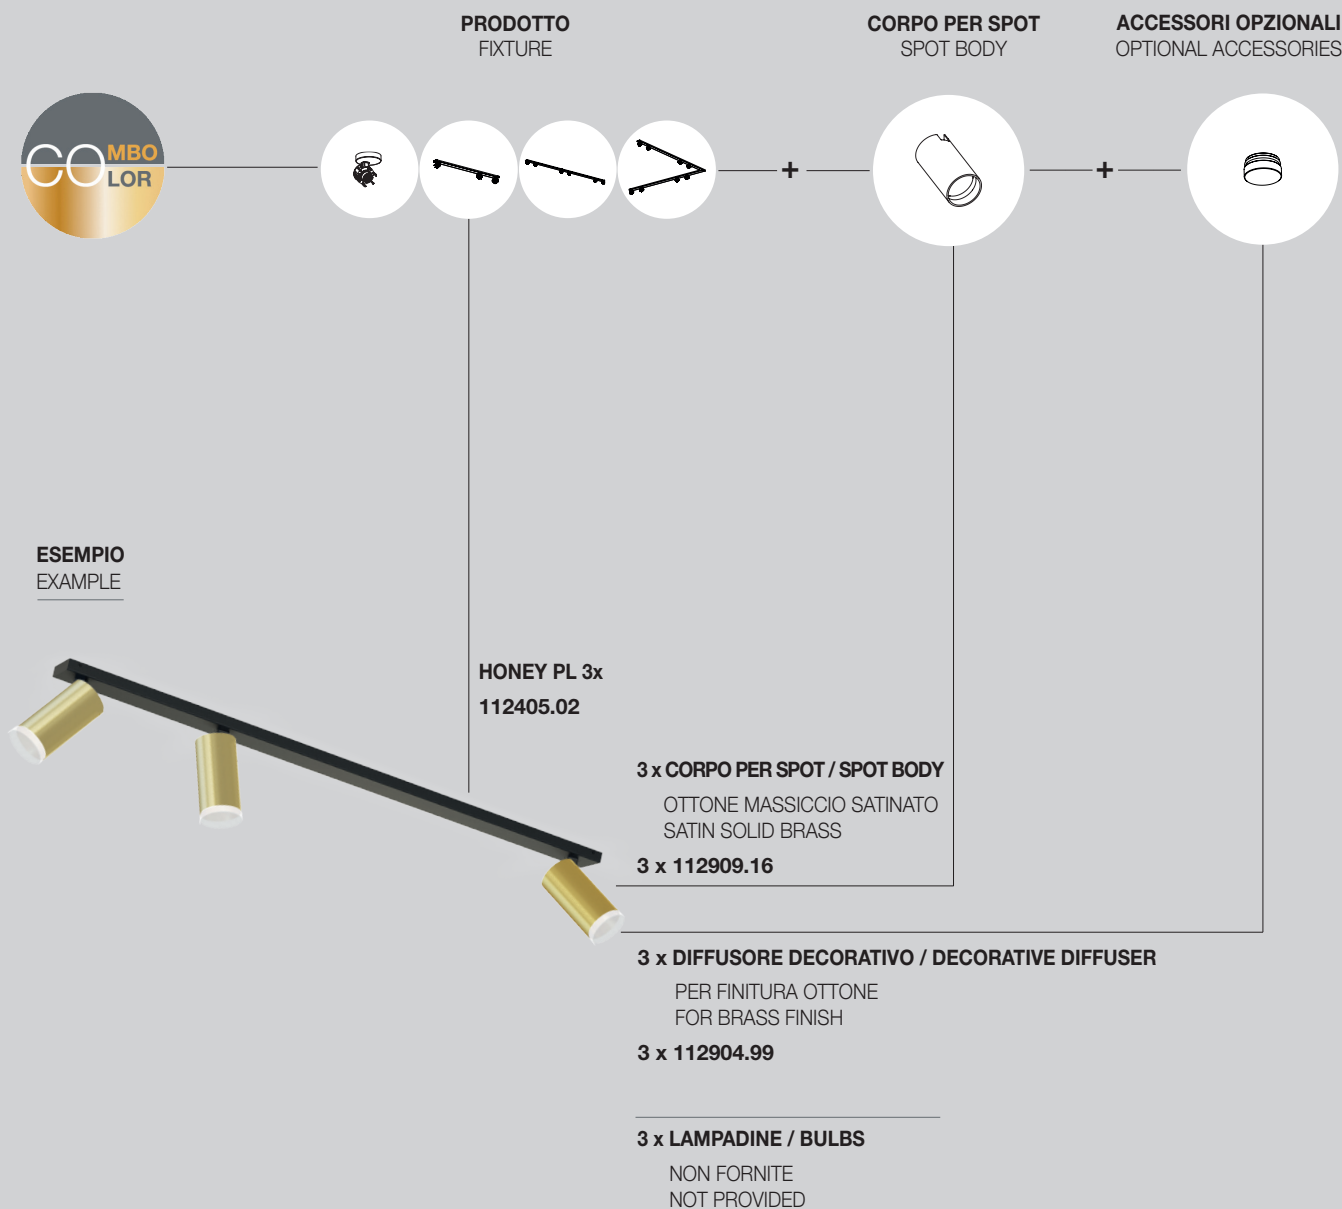 PRODOTTO
FIXTURE
CORPO PER SPOT
SPOT BODY
ACCESSORI OPZIONALI
OPTIONAL ACCESSORIES
COMBO
LOR
+
+
ESEMPIO
EXAMPLE
HONEY PL 3x
112405.02
3 x CORPO PER SPOT / SPOT BODY
OTTONE MASSICCIO SATINATO
SATIN SOLID BRASS
3 x 112909.16
3 x DIFFUSORE DECORATIVO / DECORATIVE DIFFUSER
PER FINITURA OTTONE
FOR BRASS FINISH
3 x 112904.99
3 x LAMPADINE / BULBS
NON FORNITE
NOT PROVIDED